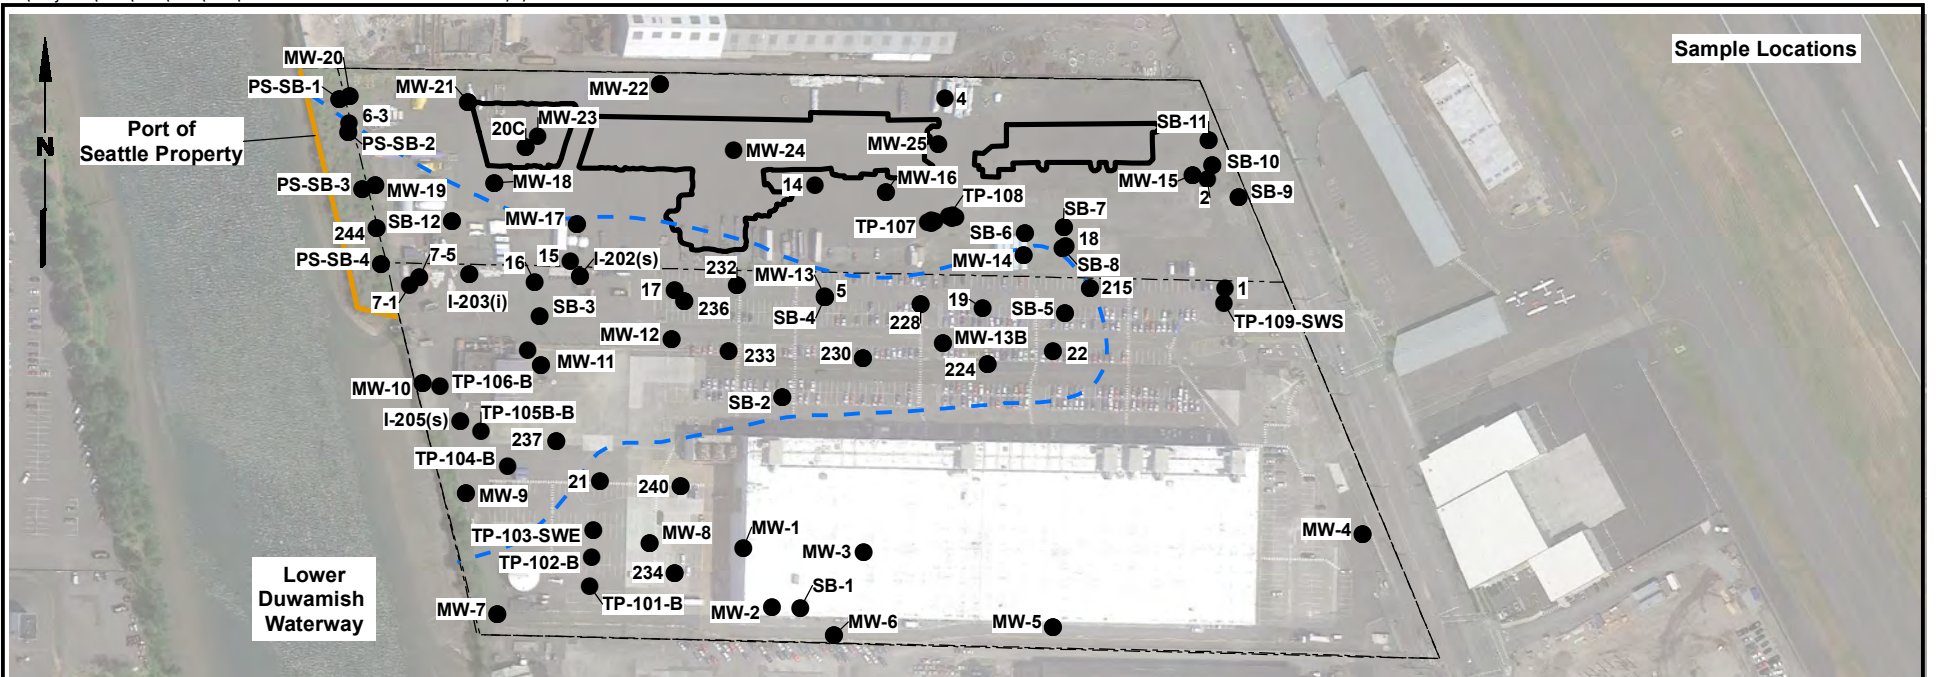 Sample Locations
MW-20
PS-SB-1
MW-21
MW-22
4
6-3
20C
MW-23
Port of
Seattle Property
PS-SB-2
MW-24
MW-25
SB-11
SB-10
N
PS-SB-3
MW-19
MW-18
14
MW-16
MW-15
2
SB-9
TP-108
244
SB-12
MW-17
TP-107
SB-6
SB-7
18
PS-SB-4
7-5
16
15
I-202(s)
232
MW-13
MW-14
SB-8
7-1
I-203(i)
SB-3
17
236
5
SB-4
228
19
SB-5
215
1
TP-109-SWS
MW-12
233
230
MW-13B
22
224
MW-11
MW-10
TP-106-B
SB-2
I-205(s)
TP-105B-B
237
TP-104-B
21
240
MW-9
TP-103-SWE
MW-8
MW-1
MW-3
MW-4
TP-102-B
234
Lower
Duwamish
Waterway
MW-7
TP-101-B
MW-2
SB-1
MW-6
MW-5